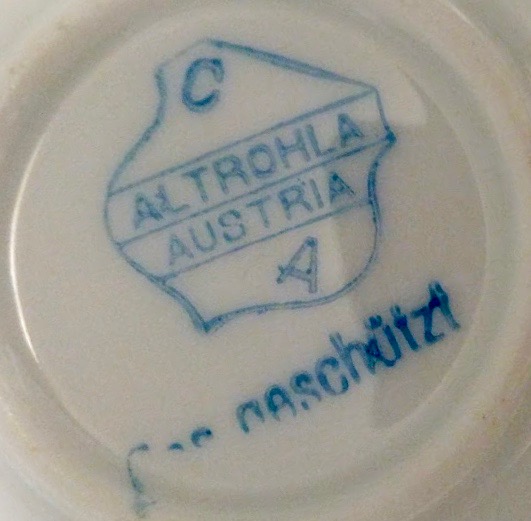 C
ALTROHLA
AUSTRIA
A
geschützt